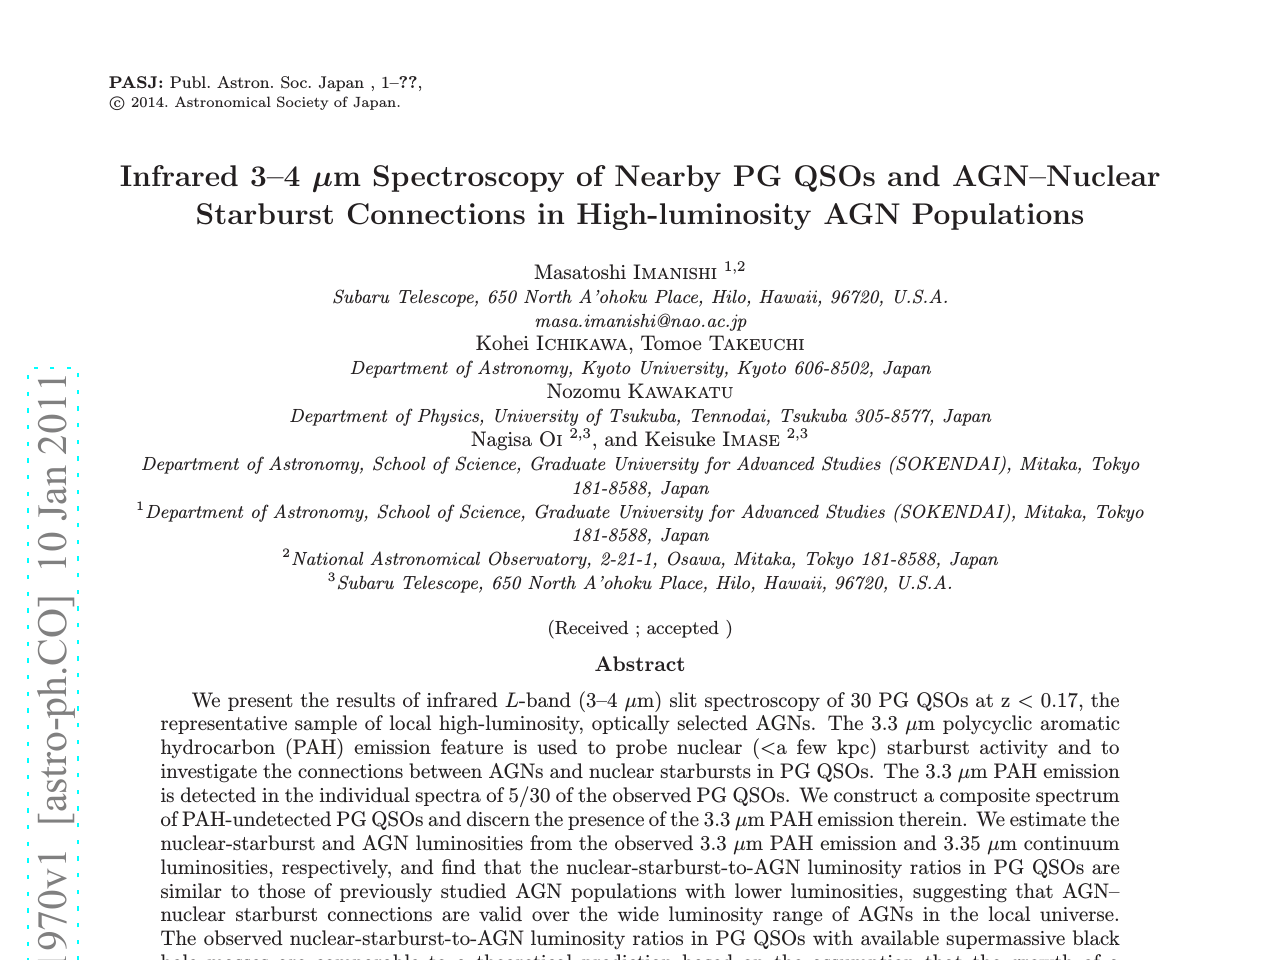 PASJ: Publ. Astron. Soc. Japan , 1–??,
© 2014. Astronomical Society of Japan.
Infrared 3–4 μm Spectroscopy of Nearby PG QSOs and AGN–Nuclear
Starburst Connections in High-luminosity AGN Populations
Masatoshi IMANISHI 1,2
Subaru Telescope, 650 North A'ohoku Place, Hilo, Hawaii, 96720, U.S.A.
masa.imanishi@nao.ac.jp
Kohei ICHIKAWA, Tomoe TAKEUCHI
Department of Astronomy, Kyoto University, Kyoto 606-8502, Japan
Nozomu KAWAKATU
Department of Physics, University of Tsukuba, Tennodai, Tsukuba 305-8577, Japan
Nagisa OI 2,3, and Keisuke IMASE 2,3
Department of Astronomy, School of Science, Graduate University for Advanced Studies (SOKENDAI), Mitaka, Tokyo
181-8588, Japan
1Department of Astronomy, School of Science, Graduate University for Advanced Studies (SOKENDAI), Mitaka, Tokyo
181-8588, Japan
2National Astronomical Observatory, 2-21-1, Osawa, Mitaka, Tokyo 181-8588, Japan
3Subaru Telescope, 650 North A'ohoku Place, Hilo, Hawaii, 96720, U.S.A.
(Received ; accepted )
Abstract
We present the results of infrared L-band (3–4 μm) slit spectroscopy of 30 PG QSOs at z < 0.17, the
representative sample of local high-luminosity, optically selected AGNs. The 3.3 μm polycyclic aromatic
hydrocarbon (PAH) emission feature is used to probe nuclear (<a few kpc) starburst activity and to
investigate the connections between AGNs and nuclear starbursts in PG QSOs. The 3.3 μm PAH emission
is detected in the individual spectra of 5/30 of the observed PG QSOs. We construct a composite spectrum
of PAH-undetected PG QSOs and discern the presence of the 3.3 μm PAH emission therein. We estimate the
nuclear-starburst and AGN luminosities from the observed 3.3 μm PAH emission and 3.35 μm continuum
luminosities, respectively, and find that the nuclear-starburst-to-AGN luminosity ratios in PG QSOs are
similar to those of previously studied AGN populations with lower luminosities, suggesting that AGN–
nuclear starburst connections are valid over the wide luminosity range of AGNs in the local universe.
The observed nuclear-starburst-to-AGN luminosity ratios in PG QSOs with available supermassive black
970v1 [astro-ph.CO] 10 Jan 2011